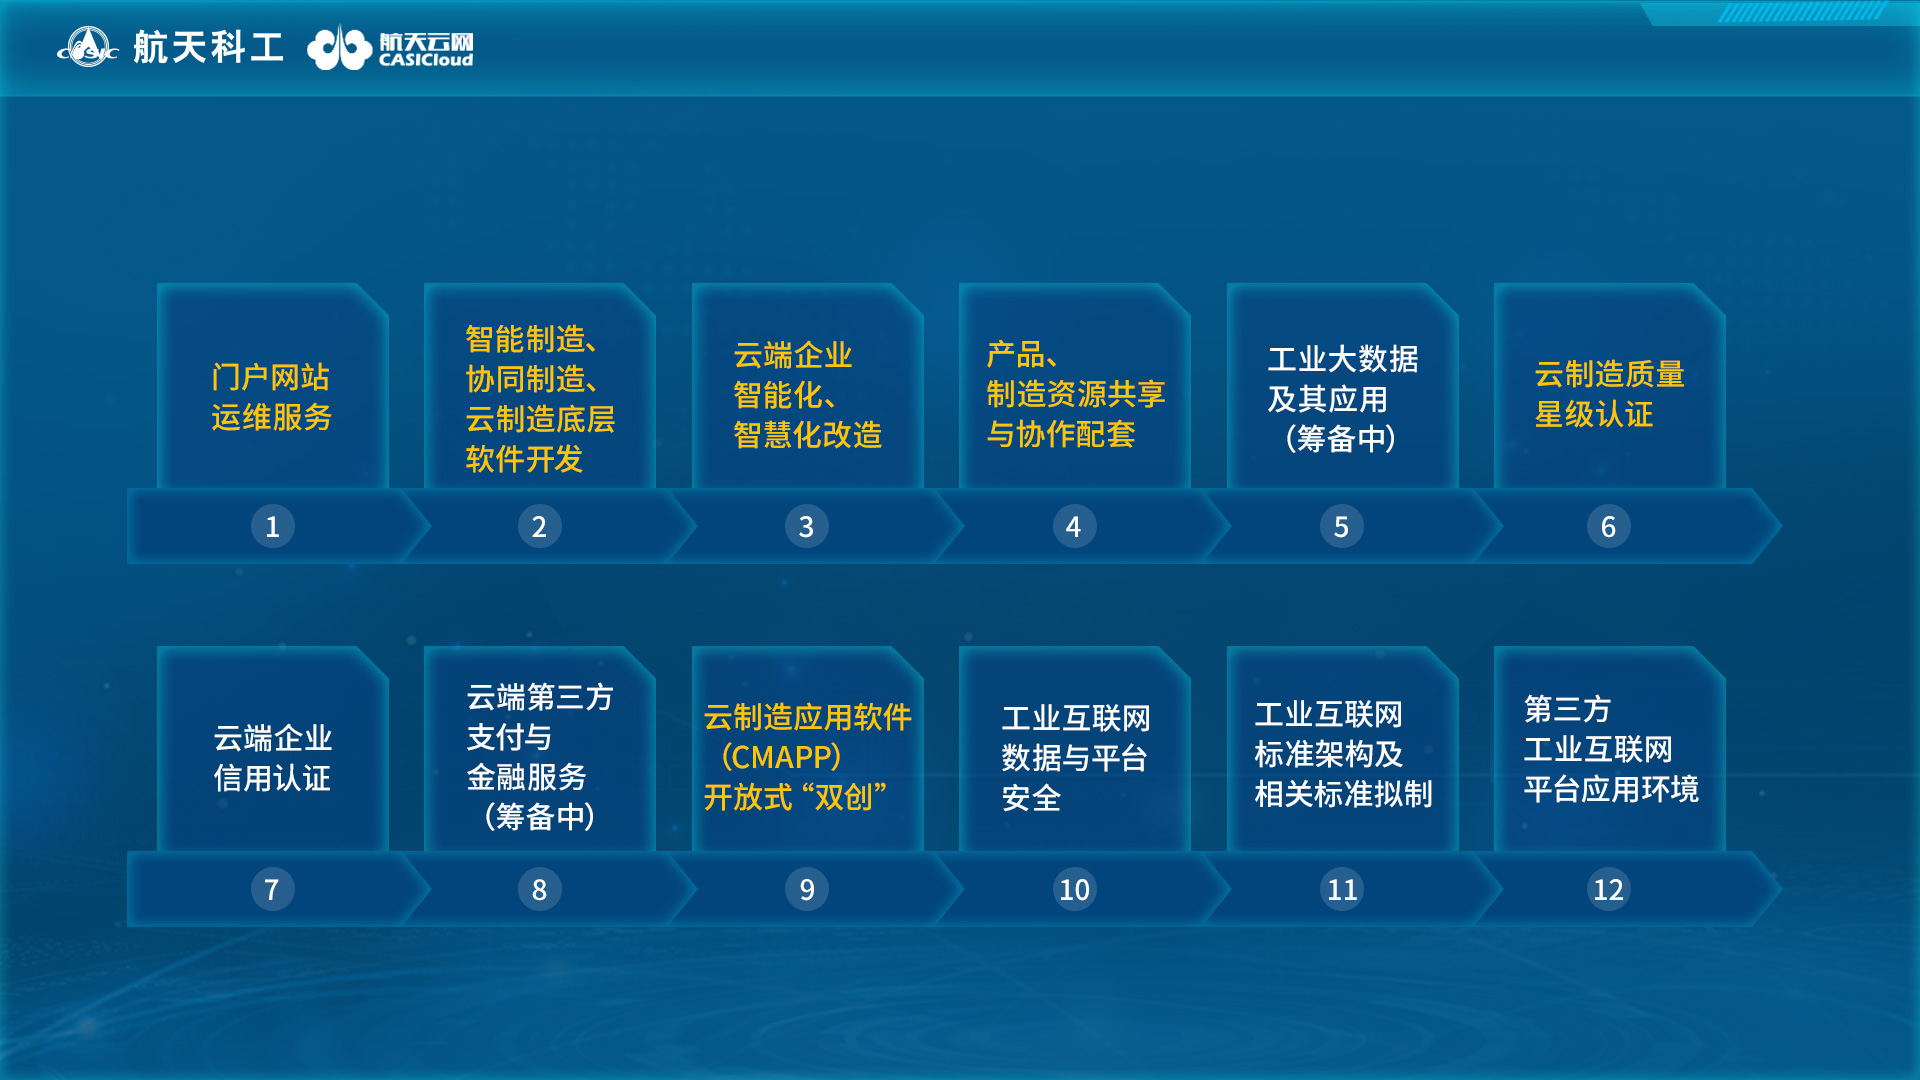 CASIC 航天科工 航天云网
CASICloud
门户网站
运维服务
智能制造、
协同制造、
云制造底层
软件开发
云端企业
智能化、
智慧化改造
产品、
制造资源共享
与协作配套
工业大数据
及其应用
（筹备中）
云制造质量
星级认证
1
2
3
4
5
6
云端企业
信用认证
云端第三方
支付与
金融服务
（筹备中）
云制造应用软件
（CMAPP）
开放式“双创”
工业互联网
数据与平台
安全
工业互联网
标准架构及
相关标准拟制
第三方
工业互联网
平台应用环境
7
8
9
10
11
12